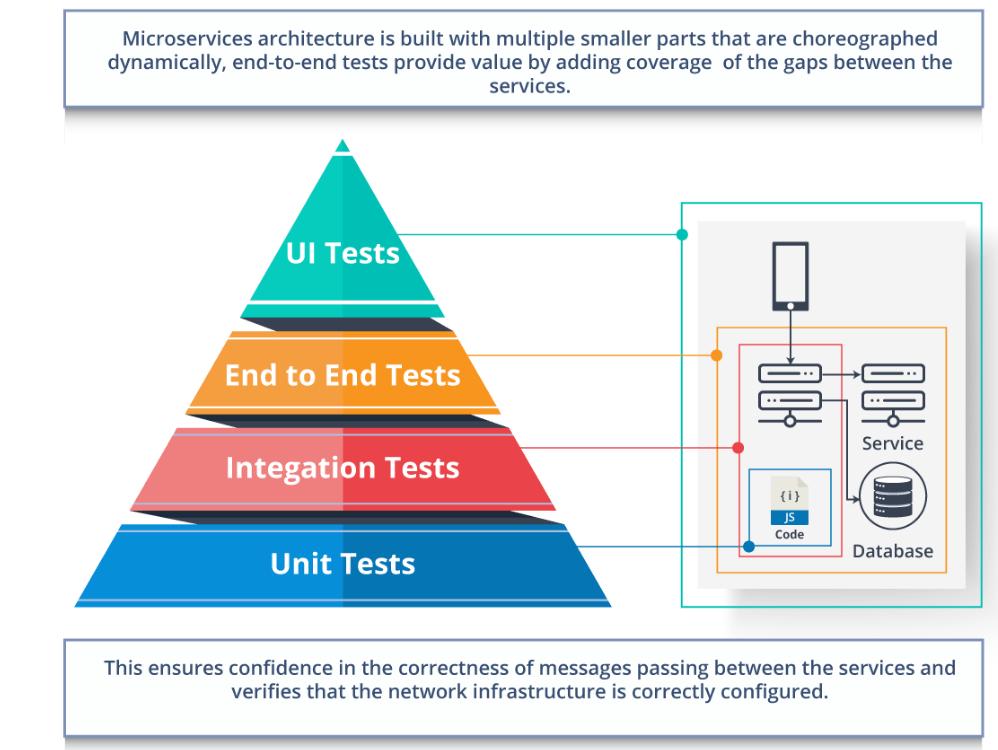 Microservices architecture is built with multiple smaller parts that are choreographed
dynamically, end-to-end tests provide value by adding coverage  of the gaps between the
services.
UI Tests
End to End Tests
Integation Tests
Unit Tests
Service
{i}
JS
Code
Database
This ensures confidence in the correctness of messages passing between the services and
verifies that the network infrastructure is correctly configured.